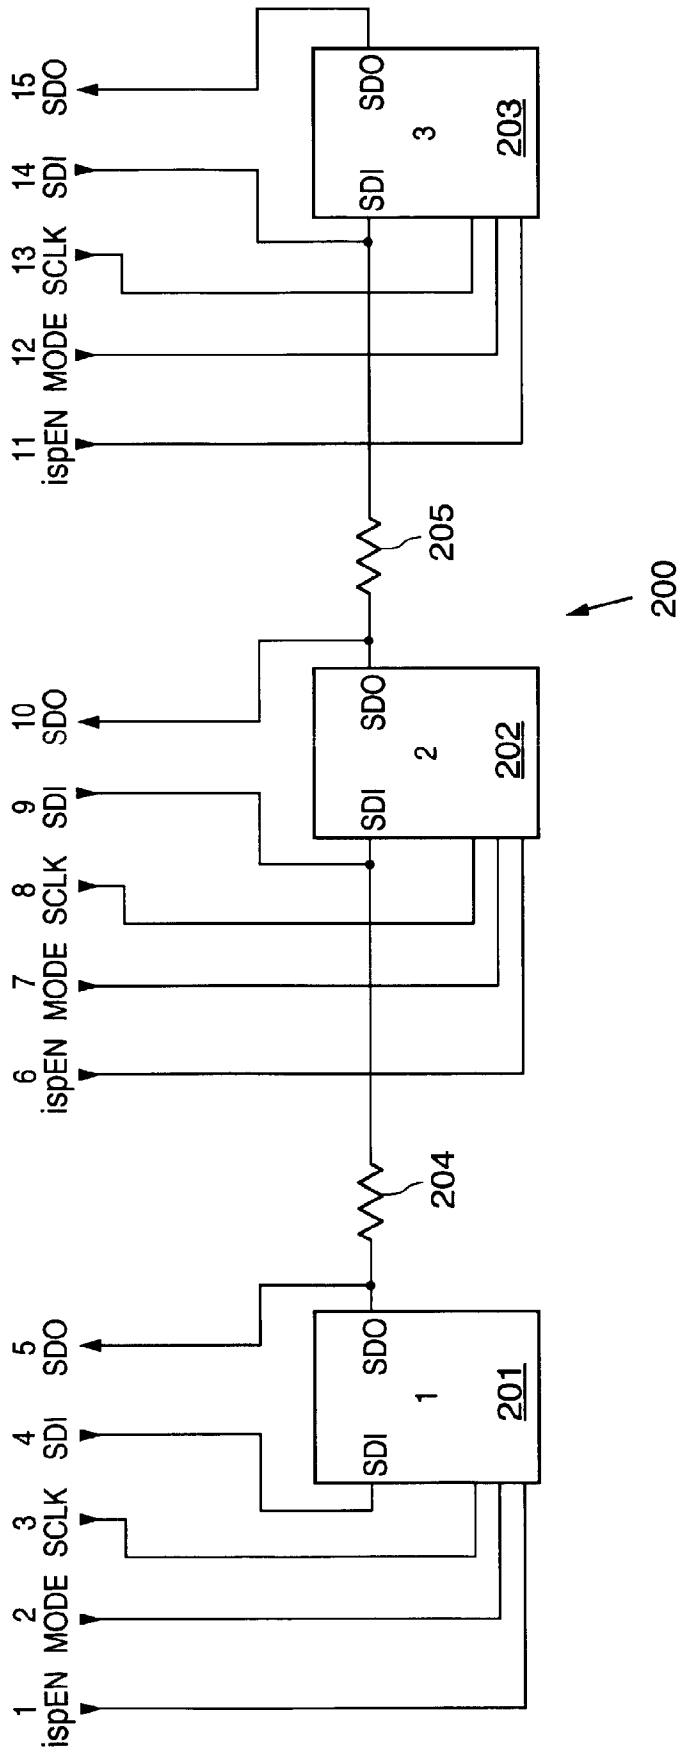 1 2 3 4 5 6 7 8 9 10 11 12 13 14 15
ispEN MODE SCLK SDI SDO ispEN MODE SCLK SDI SDO ispEN MODE SCLK SDI SDO
SDI SDO SDI SDO SDI SDO
1 2 3
204 205
201 202 203
200